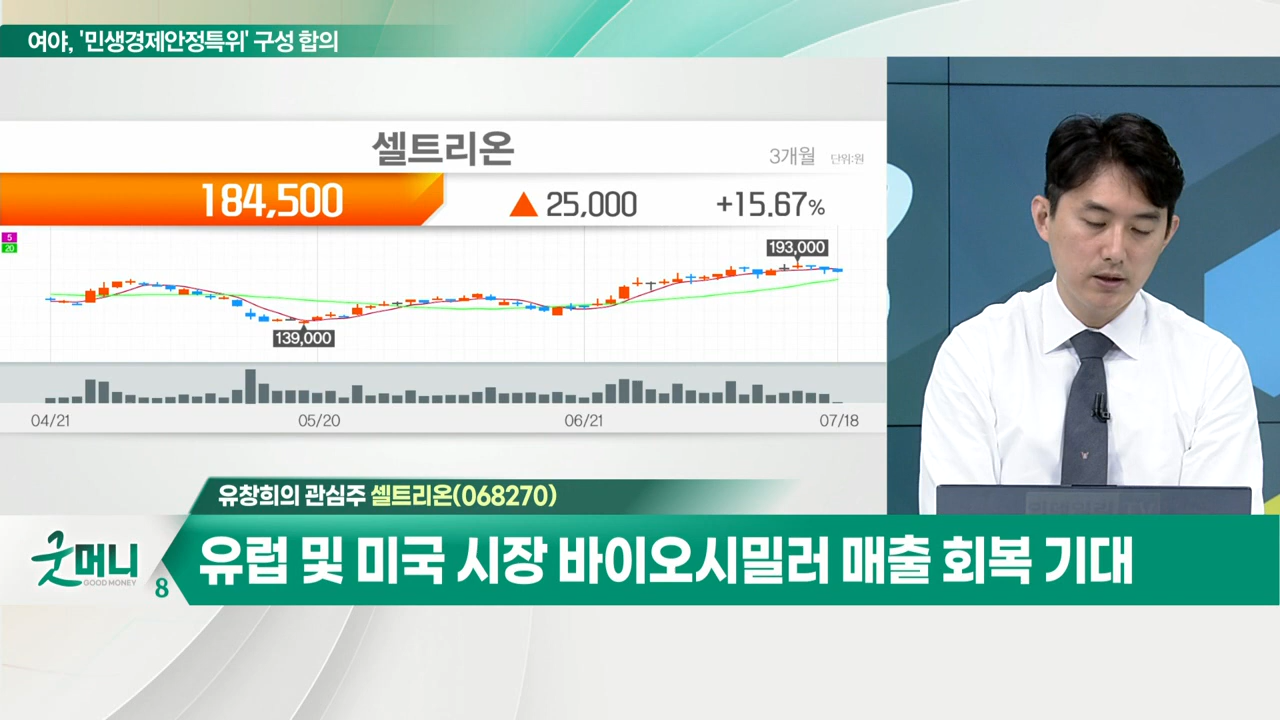 여야, '민생경제안정특위' 구성 합의
셀트리온
3개월 단위:원
184,500 ▲ 25,000 +15.67%
5
20
193,000
139,000
04/21 05/20 06/21 07/18
유창희의 관심주 셀트리온(068270)
굿머니
GOOD MONEY
8
유럽 및 미국 시장 바이오시밀러 매출 회복 기대